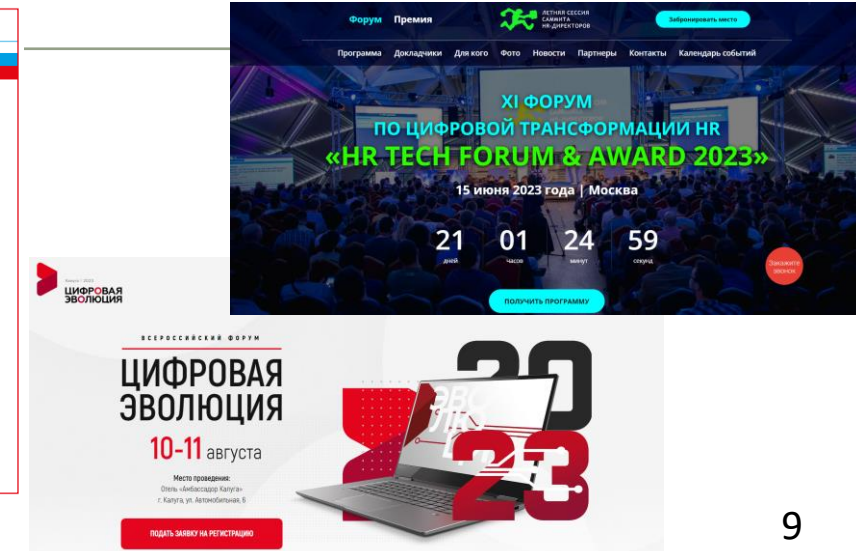 Форум Премия
ЛЕТНЯЯ СЕССИЯ
САММИТА
HR-ДИРЕКТОРОВ
Забронировать место
Программа Докладчики Для кого Фото Новости Партнеры Контакты Календарь событий
XI ФОРУМ
ПО ЦИФРОВОЙ ТРАНСФОРМАЦИИ HR
«HR TECH FORUM & AWARD 2023»
15 июня 2023 года | Москва
21 01 24 59
дней часов минут секунд
Закажите
звонок
ПОЛУЧИТЬ ПРОГРАММУ
ЦИФРОВАЯ
ЭВОЛЮЦИЯ
ВСЕРОССИЙСКИЙ ФОРУМ
ЦИФРОВАЯ
ЭВОЛЮЦИЯ
10-11 августа
Место проведения:
Отель «Амбассадор Калуга»
г. Калуга, ул. Автомобильная, 6
ПОДАТЬ ЗАЯВКУ НА РЕГИСТРАЦИЮ
ЭВО
ЛЮ
20
23
9